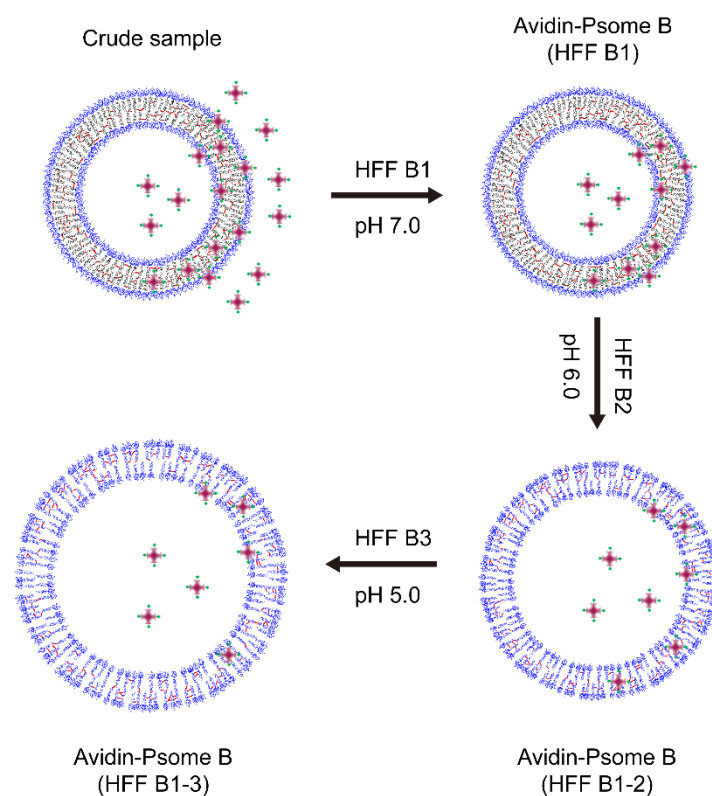 Crude sample
Avidin-Psome B
(HFF B1)
HFF B1
pH 7.0
HFF B2
pH 6.0
HFF B3
pH 5.0
Avidin-Psome B
(HFF B1-3)
Avidin-Psome B
(HFF B1-2)